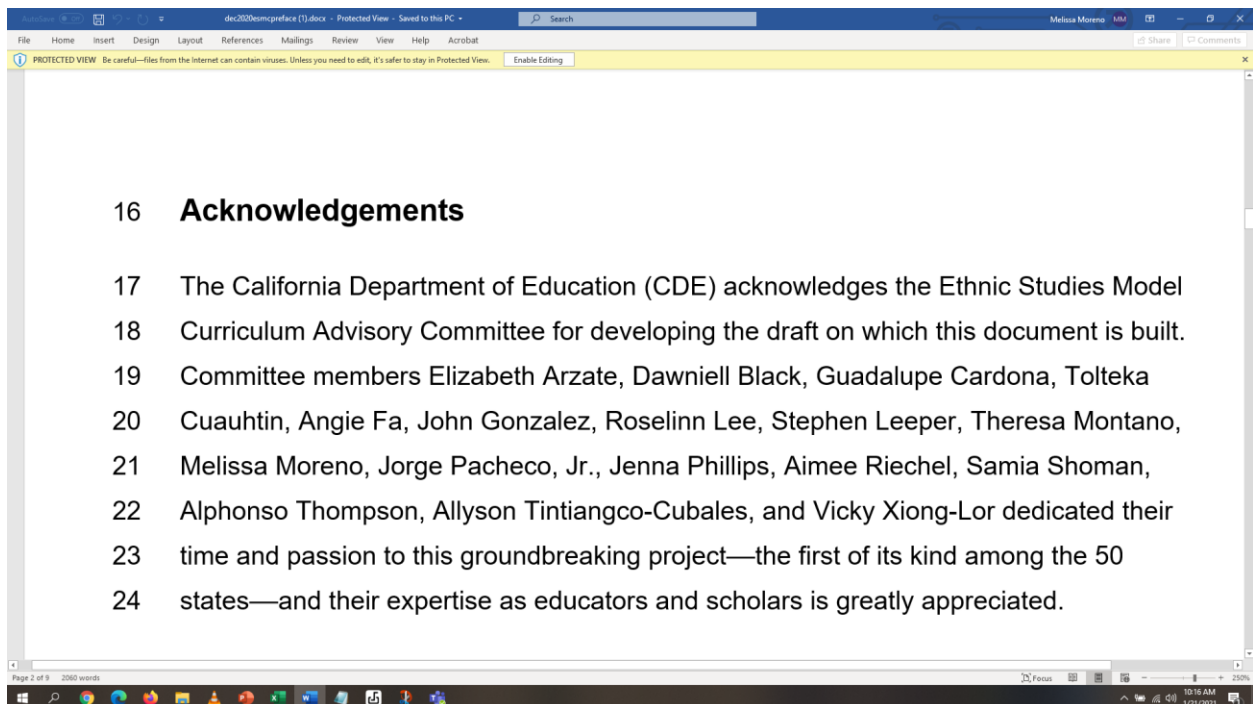 AutoSave Off dec2020esmcpreface (1).docx - Protected View - Saved to this PC Search Melissa Moreno MM
File Home Insert Design Layout References Mailings Review View Help Acrobat Share Comments
PROTECTED VIEW Be careful—files from the Internet can contain viruses. Unless you need to edit, it's safer to stay in Protected View. Enable Editing
16 Acknowledgements
17 The California Department of Education (CDE) acknowledges the Ethnic Studies Model
18 Curriculum Advisory Committee for developing the draft on which this document is built.
19 Committee members Elizabeth Arzate, Dawniell Black, Guadalupe Cardona, Tolteka
20 Cuauhtin, Angie Fa, John Gonzalez, Roselinn Lee, Stephen Leeper, Theresa Montano,
21 Melissa Moreno, Jorge Pacheco, Jr., Jenna Phillips, Aimee Riechel, Samia Shoman,
22 Alphonso Thompson, Allyson Tintiangco-Cubales, and Vicky Xiong-Lor dedicated their
23 time and passion to this groundbreaking project—the first of its kind among the 50
24 states—and their expertise as educators and scholars is greatly appreciated.
Page 2 of 9 2060 words Focus 250%
10:16 AM
1/21/2021